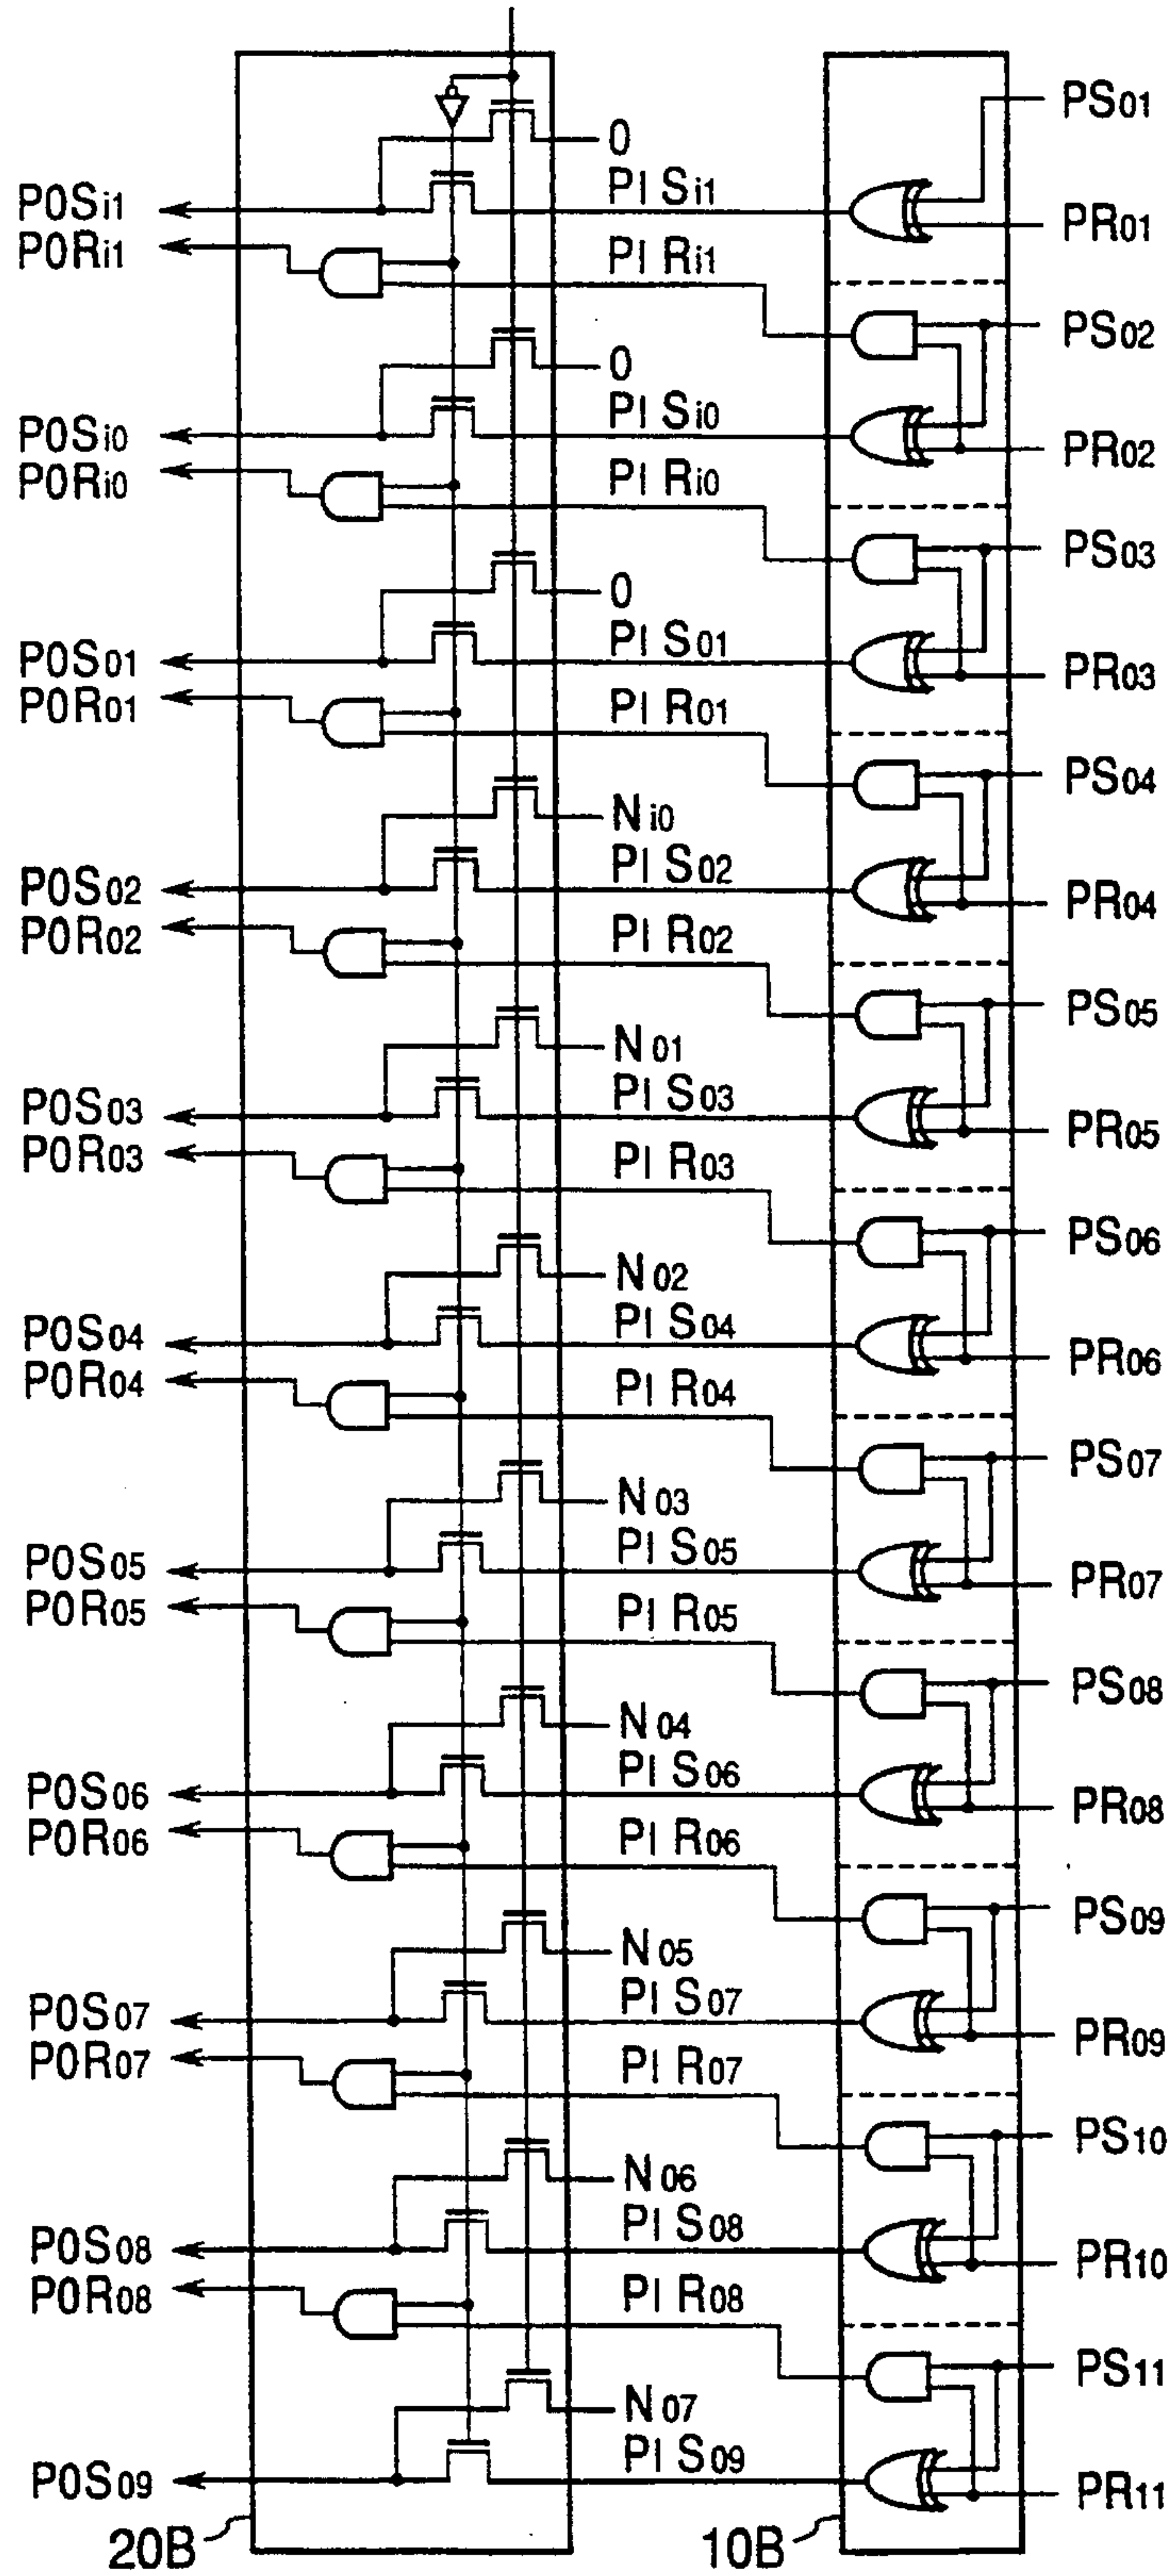 PS01
0
P0Si1
PI Si1
PR01
P0Ri1
PI Ri1
PS02
0
P0Si0
PI Si0
PR02
P0Ri0
PI Ri0
PS03
0
P0S01
PI S01
PR03
P0R01
PI R01
PS04
Ni0
P0S02
PI S02
PR04
P0R02
PI R02
PS05
N01
P0S03
PI S03
PR05
P0R03
PI R03
PS06
N02
P0S04
PI S04
PR06
P0R04
PI R04
PS07
N03
P0S05
PI S05
PR07
P0R05
PI R05
PS08
N04
P0S06
PI S06
PR08
P0R06
PI R06
PS09
N05
P0S07
PI S07
PR09
P0R07
PI R07
PS10
N06
P0S08
PI S08
PR10
P0R08
PI R08
PS11
N07
P0S09
PI S09
PR11
20B
10B